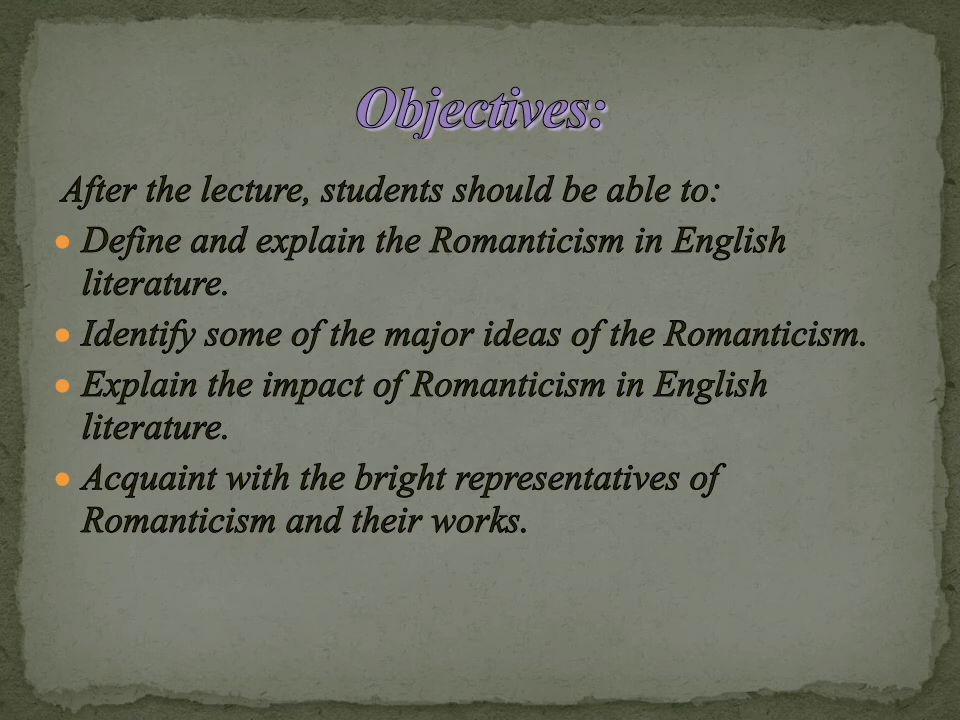 Objectives:
After the lecture, students should be able to:
Define and explain the Romanticism in English
literature.
Identify some of the major ideas of the Romanticism.
Explain the impact of Romanticism in English
literature.
Acquaint with the bright representatives of
Romanticism and their works.